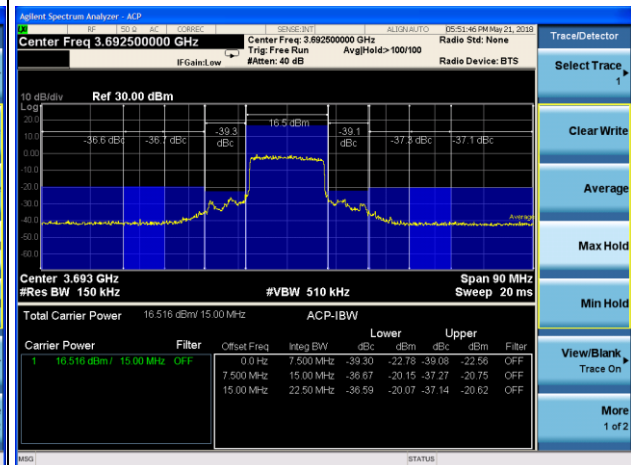 Agilent Spectrum Analyzer - ACP
RF 50 Ω AC CORREC SENSE:INT ALIGNAUTO 05:51:46 PM May 21, 2018
Center Freq 3.692500000 GHz
Center Freq: 3.692500000 GHz
Radio Std: None
Trig: Free Run Avg|Hold:> 100/100
IFGain:Low #Atten: 40 dB Radio Device: BTS
10 dB/div Ref 30.00 dBm
Log
20.0
10.0
0.00
16.5 dBm
-36.6 dBc -36.7 dBc -39.3 dBc -39.1 dBc -37.3 dBc -37.1 dBc
40.0
60.0
Average
Center 3.693 GHz Span 90 MHz
#Res BW 150 kHz #VBW 510 kHz Sweep 20 ms
Total Carrier Power 16.516 dBm/ 15.00 MHz ACP-IBW
Lower Upper
Carrier Power Filter Offset Freq Integ BW dBc dBm dBc dBm Filter
1 16.516 dBm / 15.00 MHz OFF 0.0 Hz 7.500 MHz -39.30 -22.78 -39.08 -22.56 OFF
7.500 MHz 15.00 MHz -36.67 -20.15 -37.27 -20.75 OFF
15.00 MHz 22.50 MHz -36.59 -20.07 -37.14 -20.62 OFF
MSG STATUS
Trace/Detector
Select Trace
1
Clear Write
Average
Max Hold
Min Hold
View/Blank
Trace On
More
1 of 2